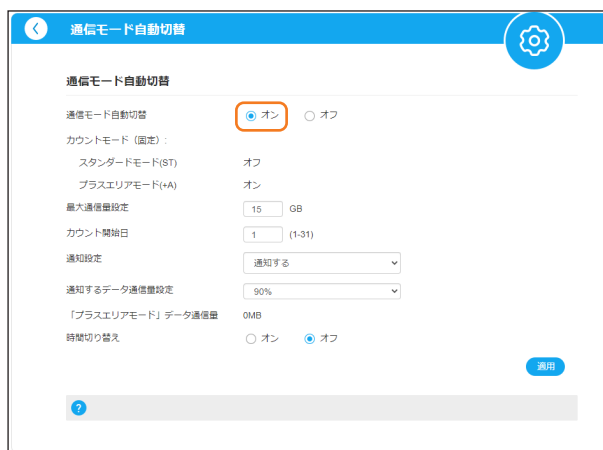 通信モード自動切替
通信モード自動切替
通信モード自動切替 オン オフ
カウントモード（固定）:
スタンダードモード(ST) オフ
プラスエリアモード(+A) オン
最大通信量設定 15 GB
カウント開始日 1 (1-31)
通知設定 通知する
通知するデータ通信量設定 90%
「プラスエリアモード」データ通信量 0MB
時間切り替え オン オフ
適用
?